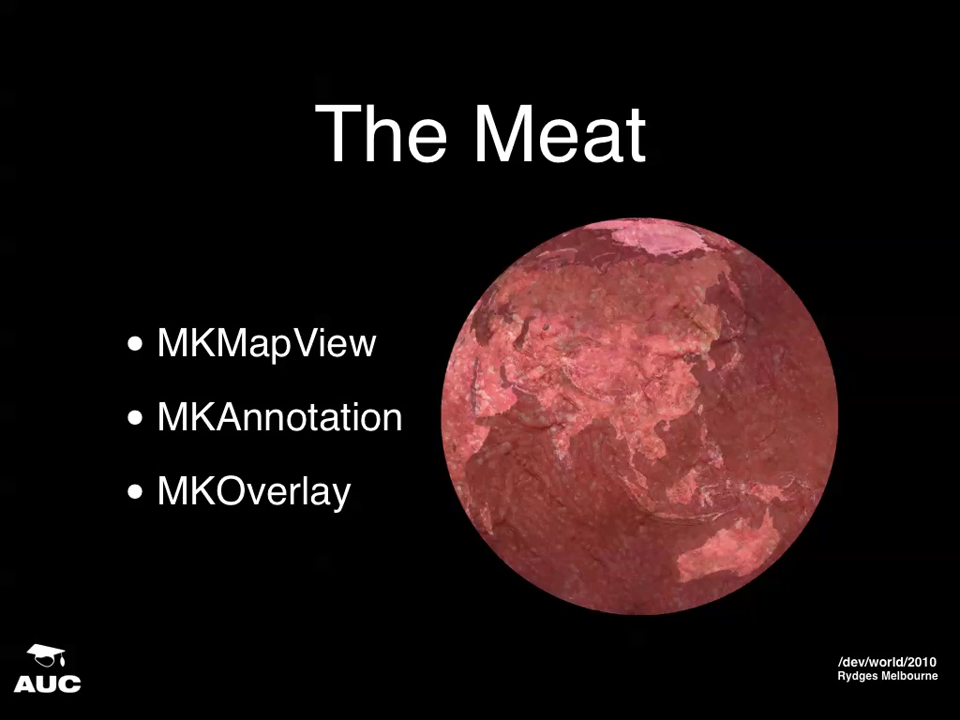 The Meat
• MKMapView
• MKAnnotation
• MKOverlay
AUC
/dev/world/2010
Rydges Melbourne